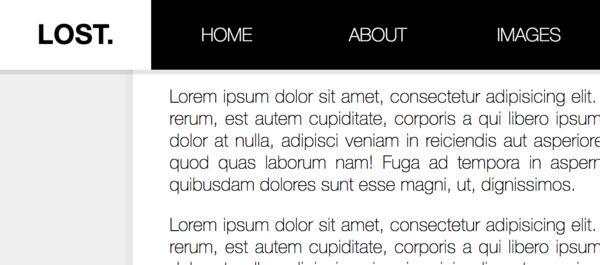 LOST.
HOME
ABOUT
IMAGES
Lorem ipsum dolor sit amet, consectetur adipisicing elit.
rerum, est autem cupiditate, corporis a qui libero ipsum
dolor at nulla, adipisci veniam in reiciendis aut asperiore
quod quas laborum nam! Fuga ad tempora in aspern
quibusdam dolores sunt esse magni, ut, dignissimos.
Lorem ipsum dolor sit amet, consectetur adipisicing elit.
rerum, est autem cupiditate, corporis a qui libero ipsum